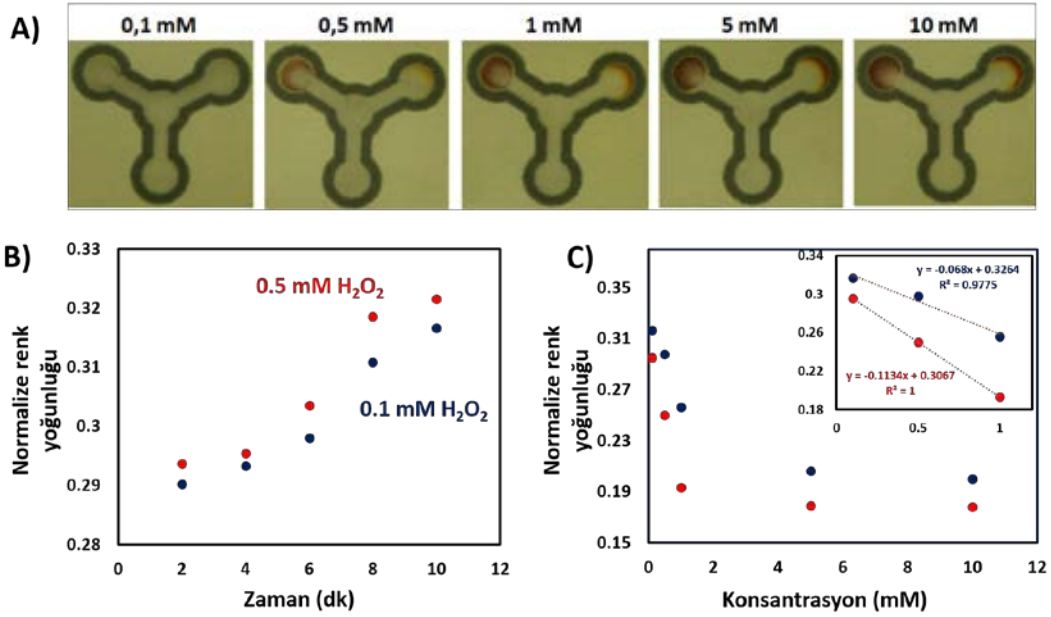 A)
0,1 mM
0,5 mM
1 mM
5 mM
10 mM
B)
0.33
0.32
0.31
0.3
0.29
0.28
Normalize renk
yoğunluğu
0.5 mM H₂O₂
0.1 mM H₂O₂
0
2
4
6
8
10
12
Zaman (dk)
C)
0.35
0.31
0.27
0.23
0.19
0.15
Normalize renk
yoğunluğu
0.34
0.3
0.26
0.22
0.18
y = -0.068x + 0.3264
R² = 0.9775
y = -0.1134x + 0.3067
R² = 1
0
0.5
1
0
2
4
6
8
10
12
Konsantrasyon (mM)